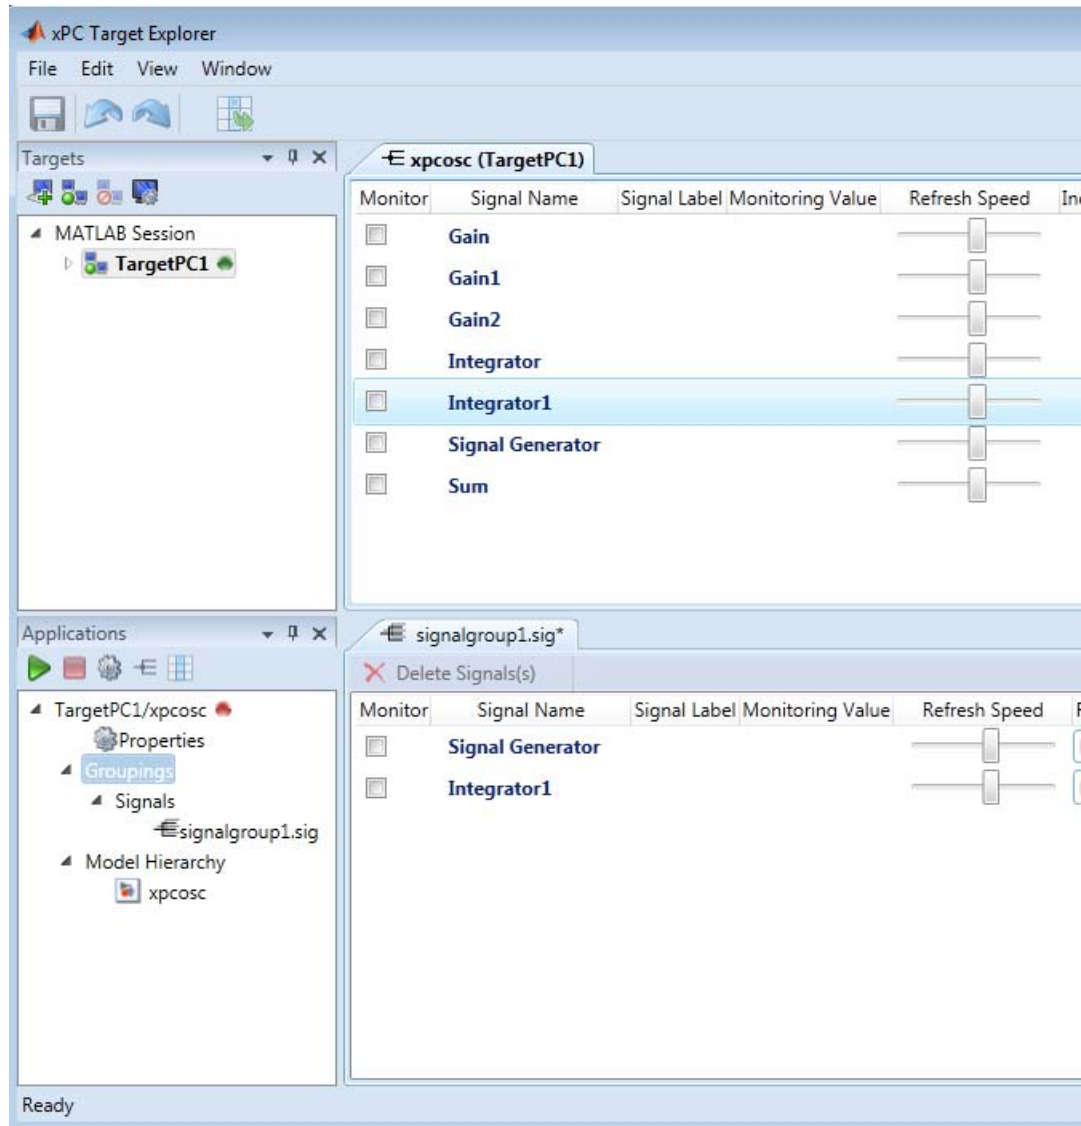 xPC Target Explorer
File Edit View Window
Targets
MATLAB Session
TargetPC1
xpcosc (TargetPC1)
Monitor Signal Name Signal Label Monitoring Value Refresh Speed
Gain
Gain1
Gain2
Integrator
Integrator1
Signal Generator
Sum
Applications
TargetPC1/xpcosc
Properties
Groupings
Signals
signalgroup1.sig
Model Hierarchy
xpcosc
signalgroup1.sig*
Delete Signals(s)
Monitor Signal Name Signal Label Monitoring Value Refresh Speed
Signal Generator
Integrator1
Ready